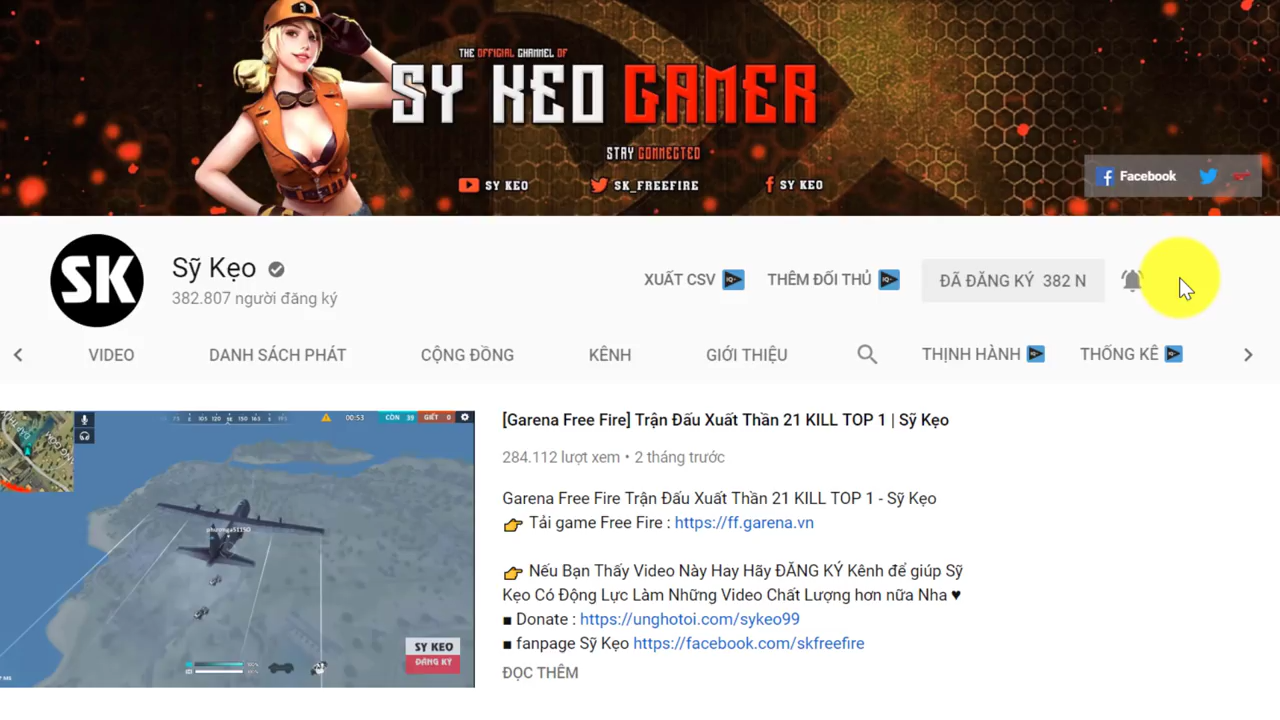 THE OFFICIAL CHANNEL OF
SY KEO GAMER
STAY CONNECTED
SY KEO
SK_FREEFIRE
SY KEO
Facebook
SK
Sỹ Kẹo
382.807 người đăng ký
XUẤT CSV
THÊM ĐỐI THỦ
ĐÃ ĐĂNG KÝ 382 N
VIDEO
DANH SÁCH PHÁT
CỘNG ĐỒNG
KÊNH
GIỚI THIỆU
THỊNH HÀNH
THỐNG KÊ
00:53
CÒN 39
GIẾT 0
SY KEO
ĐĂNG KÝ
[Garena Free Fire] Trận Đấu Xuất Thần 21 KILL TOP 1 | Sỹ Kẹo
284.112 lượt xem • 2 tháng trước
Garena Free Fire Trận Đấu Xuất Thần 21 KILL TOP 1 - Sỹ Kẹo
👉 Tải game Free Fire : https://ff.garena.vn
👉 Nếu Bạn Thấy Video Này Hay Hãy ĐĂNG KÝ Kênh để giúp Sỹ
Kẹo Có Động Lực Làm Những Video Chất Lượng hơn nữa Nha ♥
■ Donate : https://unghotoi.com/sykeo99
■ fanpage Sỹ Kẹo https://facebook.com/skfreefire
ĐỌC THÊM